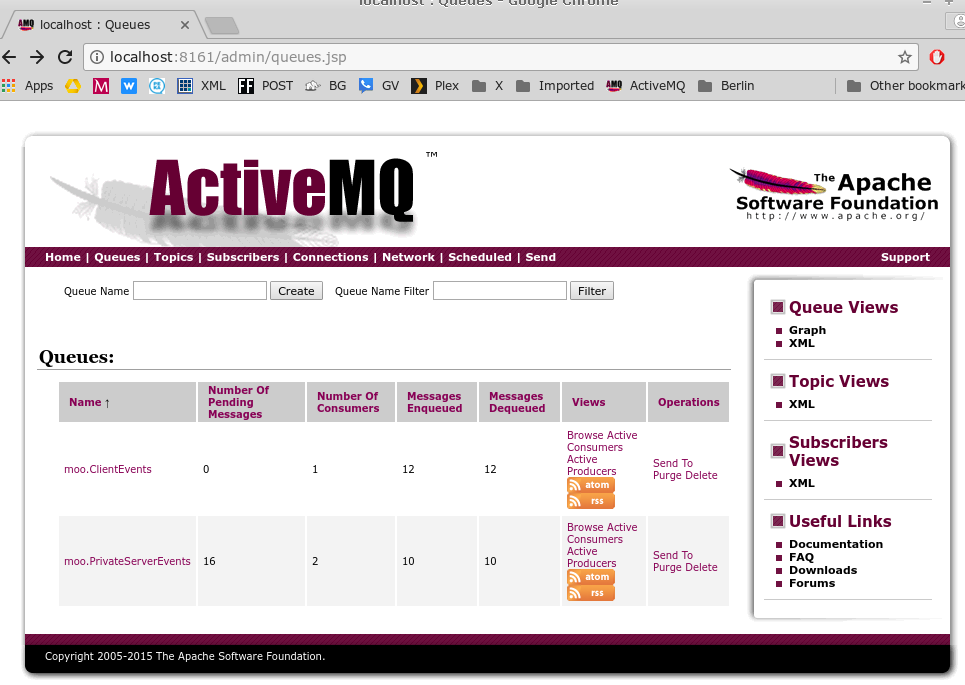 localhost : Queues - Google Chrome
AMQ localhost : Queues
localhost:8161/admin/queues.jsp
Apps M W XML FF POST BG GV Plex X Imported AMQ ActiveMQ Berlin Other bookmark
ActiveMQ ™
The Apache
Software Foundation
http://www.apache.org/
Home | Queues | Topics | Subscribers | Connections | Network | Scheduled | Send Support
Queue Name Create Queue Name Filter Filter
Queues:
Name ↑ Number Of Pending Messages Number Of Consumers Messages Enqueued Messages Dequeued Views Operations
moo.ClientEvents 0 1 12 12
Browse Active
Consumers
Active
Producers
atom
rss
Send To
Purge Delete
moo.PrivateServerEvents 16 2 10 10
Browse Active
Consumers
Active
Producers
atom
rss
Send To
Purge Delete
Queue Views
Graph
XML
Topic Views
XML
Subscribers
Views
XML
Useful Links
Documentation
FAQ
Downloads
Forums
Copyright 2005-2015 The Apache Software Foundation.